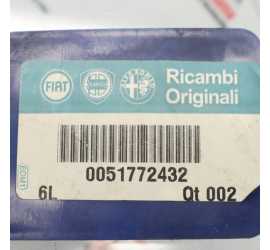 FIAT
Ricambi
Originali
0051772432
6L Qt 002